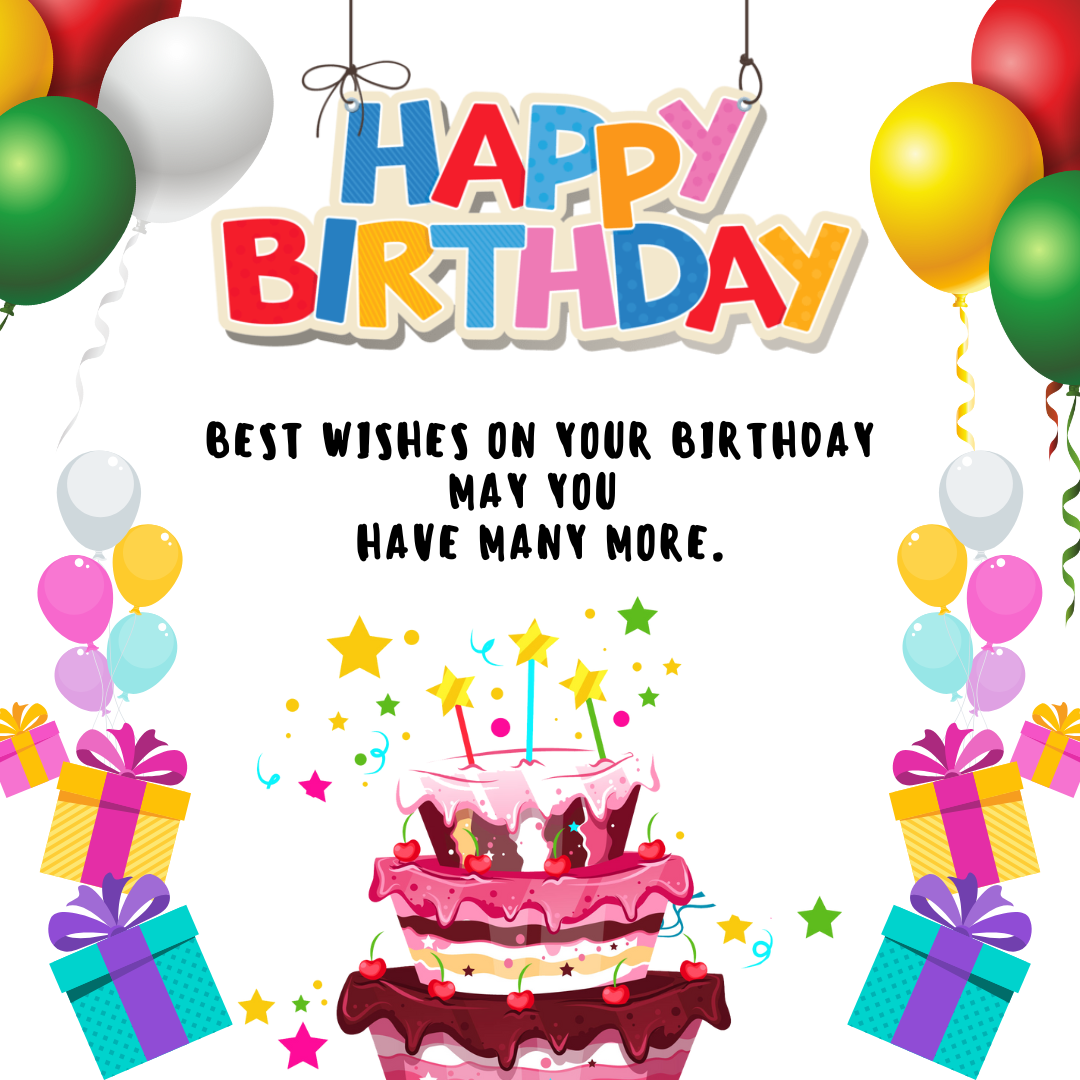 HAPPY
BIRTHDAY
BEST WISHES ON YOUR BIRTHDAY
MAY YOU
HAVE MANY MORE.